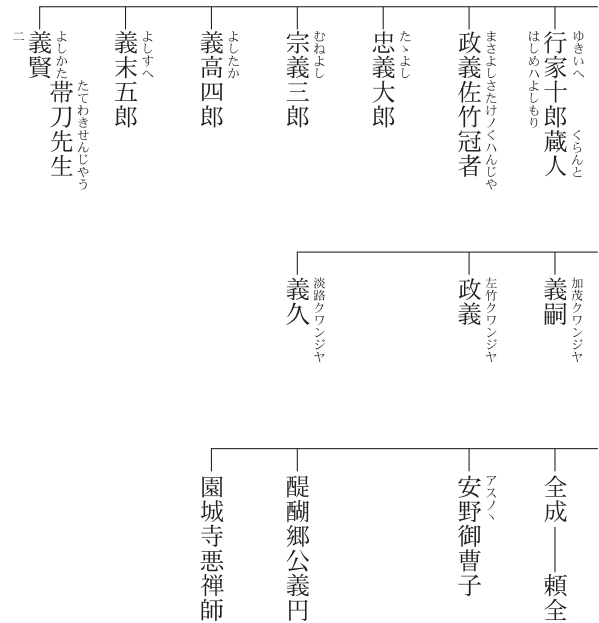 ゆきいへ くらんと
行家十郎蔵人
はしめハよしもり
まさよしさたけノくハんじや
政義佐竹冠者
たゝよし
忠義大郎
むねよし
宗義三郎
よしたか
義高四郎
よしすへ
義末五郎
たてわきせんじやう
帯刀先生
よしかた
義賢
二
加茂クワンジヤ
義嗣
左竹クワンジヤ
政義
淡路クワンジヤ
義久
全成―頼全
アスノヽ
安野御曹子
醍醐郷公義円
園城寺悪禅師